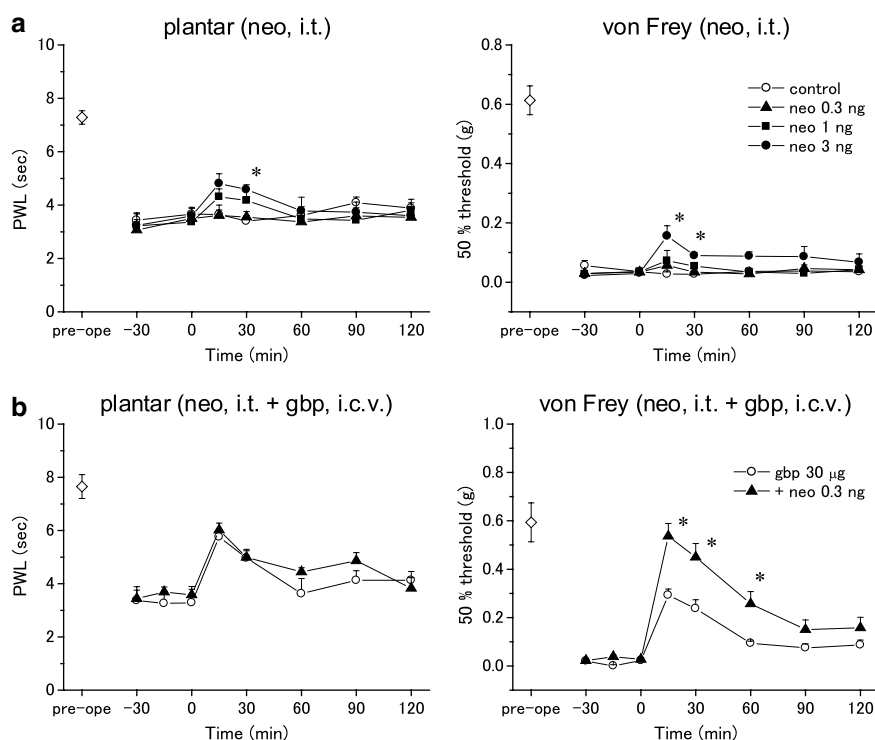 a
plantar (neo, i.t.)
10
8
6
4
2
0
PWL (sec)
*
pre-ope -30 0 30 60 90 120
Time (min)
von Frey (neo, i.t.)
0.8
0.6
0.4
0.2
0.0
50 % threshold (g)
control
neo 0.3 ng
neo 1 ng
neo 3 ng
*
*
pre-ope -30 0 30 60 90 120
Time (min)
b
plantar (neo, i.t. + gbp, i.c.v.)
10
8
6
4
2
0
PWL (sec)
pre-ope -30 0 30 60 90 120
Time (min)
von Frey (neo, i.t. + gbp, i.c.v.)
1.0
0.8
0.6
0.4
0.2
0.0
50 % threshold (g)
gbp 30 μg
+ neo 0.3 ng
*
*
*
pre-ope -30 0 30 60 90 120
Time (min)